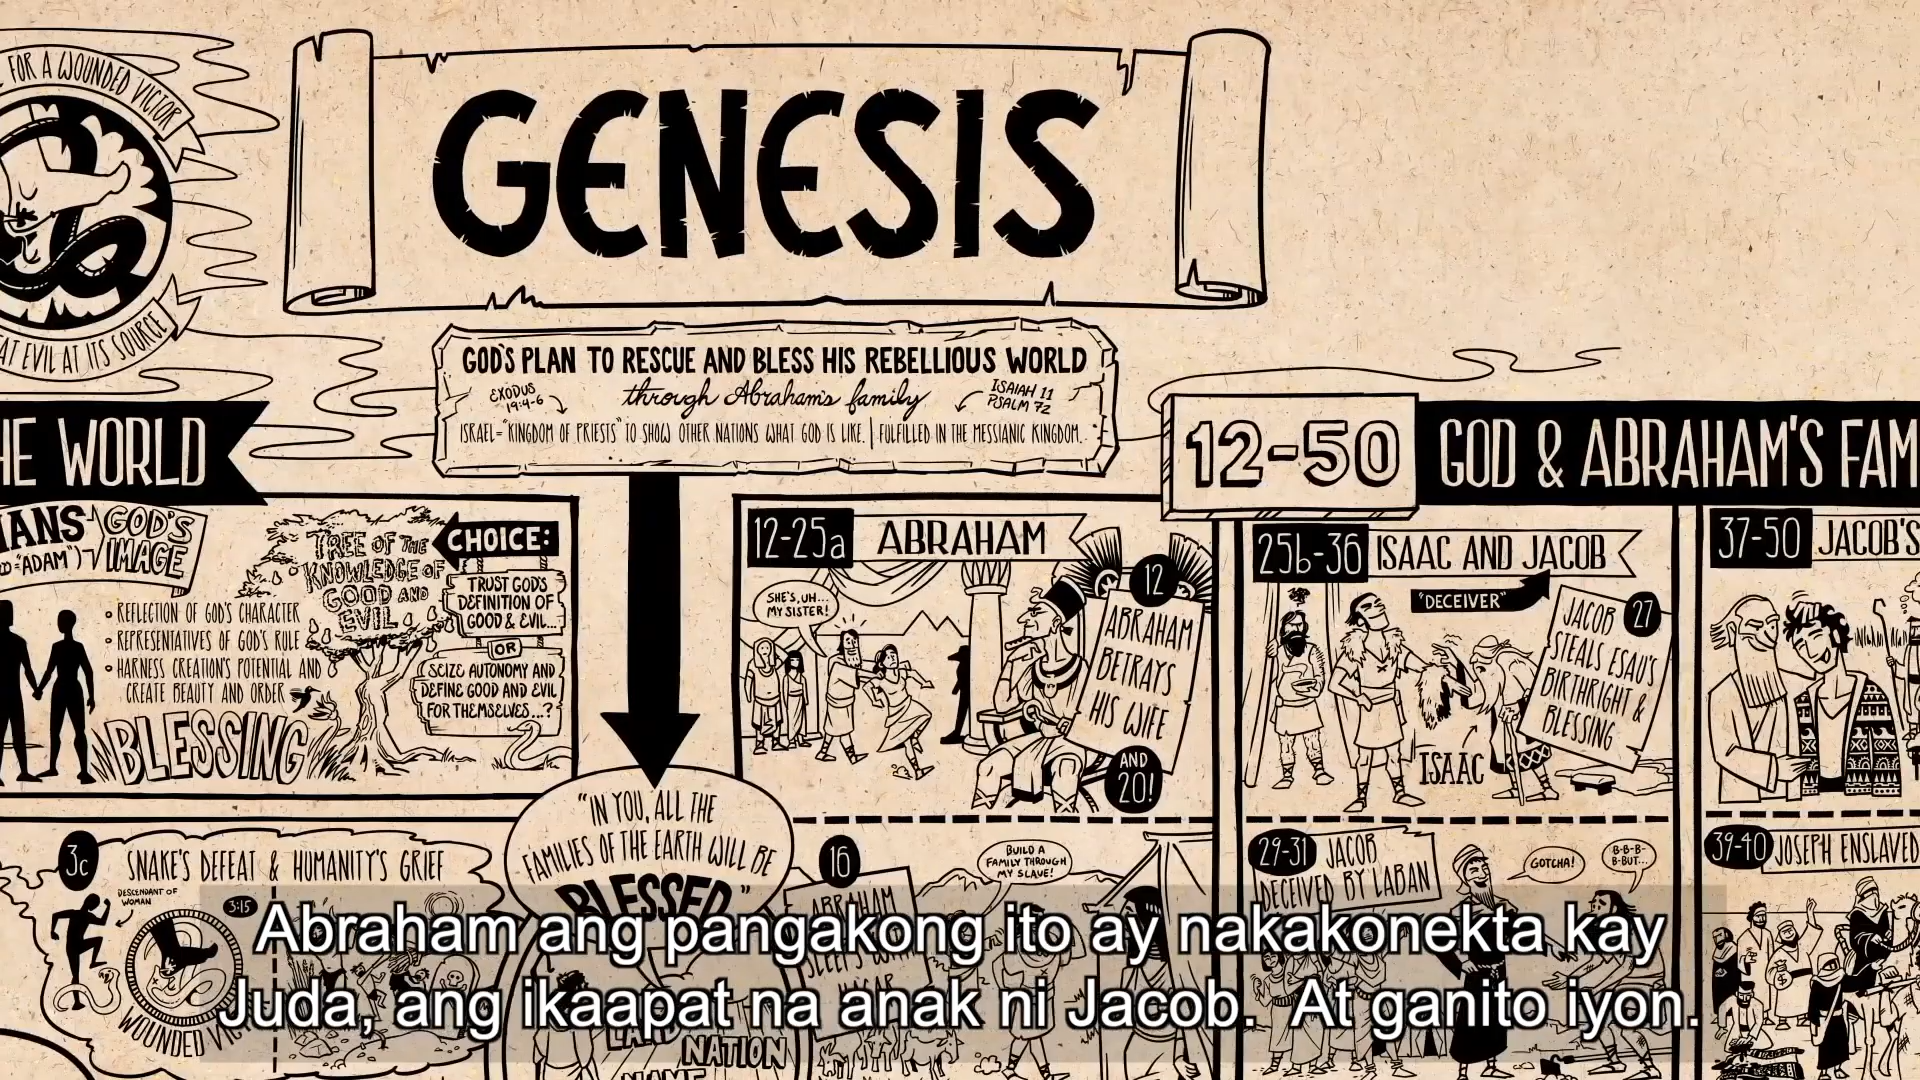 FOR A WOUNDED VICTOR
AT EVIL AT ITS SOURCE
GENESIS
GOD'S PLAN TO RESCUE AND BLESS HIS REBELLIOUS WORLD
through Abraham's family
EXODUS
19:4-6
ISAIAH 11
PSALM 72
ISRAEL="KINGDOM OF PRIESTS" TO SHOW OTHER NATIONS WHAT GOD IS LIKE. | FULFILLED IN THE MESSIANIC KINGDOM.
HE WORLD
12-50
GOD & ABRAHAM'S FAM
MANS
"ADAM")
GOD'S
IMAGE
• REFLECTION OF GOD'S CHARACTER
• REPRESENTATIVES OF GOD'S RULE
• HARNESS CREATION'S POTENTIAL AND
CREATE BEAUTY AND ORDER
BLESSING
TREE OF THE
KNOWLEDGE OF
GOOD AND
EVIL
CHOICE:
TRUST GOD'S
DEFINITION OF
GOOD & EVIL...
OR
SEIZE AUTONOMY AND
DEFINE GOOD AND EVIL
FOR THEMSELVES...?
12-25a
ABRAHAM
SHE'S, UH...
MY SISTER!
12
ABRAHAM
BETRAYS
HIS WIFE
AND
20!
25b-36
ISAAC AND JACOB
"DECEIVER"
27
JACOB
STEALS ESAU'S
BIRTHRIGHT &
BLESSING
ISAAC
37-50
JACOB'S
3c
SNAKE'S DEFEAT & HUMANITY'S GRIEF
DESCENDANT OF
WOMAN
3:15
WOUNDED VIC
"IN YOU, ALL THE
FAMILIES OF THE EARTH WILL BE
BLESSED"
LAND
NATION
NAME
16
ABRAHAM
HAGAR
BUILD A
FAMILY THROUGH
MY SLAVE!
29-31
JACOB
DECEIVED BY LABAN
GOTCHA!
B-B-B-
B-BUT...
39-40
JOSEPH ENSLAVED
Abraham ang pangakong ito ay nakakonekta kay
Juda, ang ikaapat na anak ni Jacob. At ganito iyon.